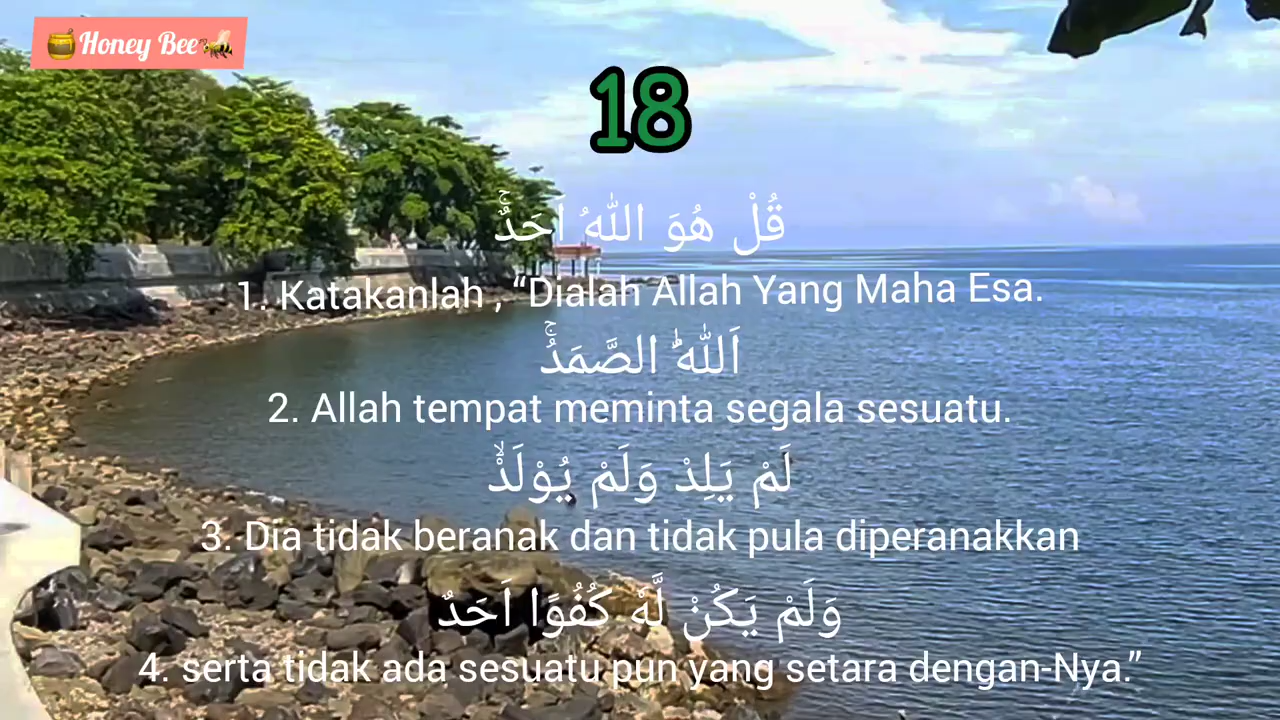 Honey Bee
18
قُلْ هُوَ اللّٰهُ اَحَدٌۚ
1. Katakanlah , “Dialah Allah Yang Maha Esa.
اَللّٰهُ الصَّمَدُۚ
2. Allah tempat meminta segala sesuatu.
لَمْ يَلِدْ وَلَمْ يُوْلَدْۙ
3. Dia tidak beranak dan tidak pula diperanakkan
وَلَمْ يَكُنْ لَّهٗ كُفُوًا اَحَدٌ
4. serta tidak ada sesuatu pun yang setara dengan-Nya.”